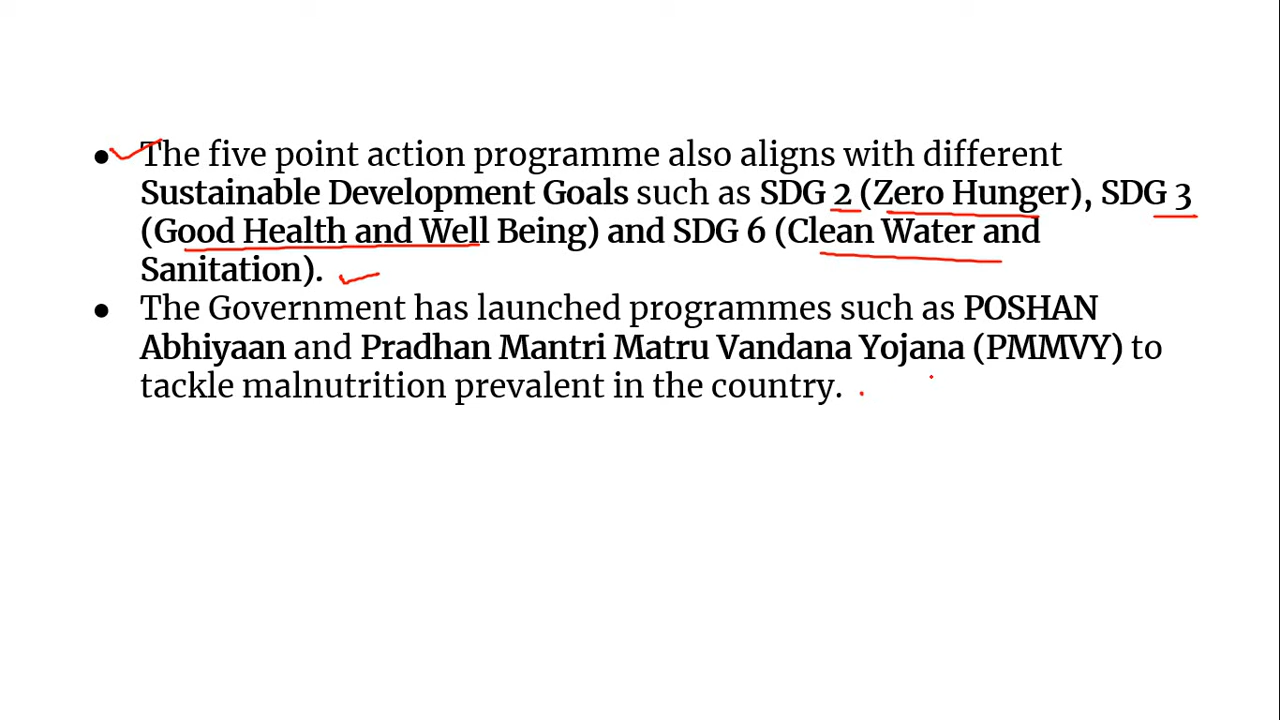 ● The five point action programme also aligns with different
Sustainable Development Goals such as SDG 2 (Zero Hunger), SDG 3
(Good Health and Well Being) and SDG 6 (Clean Water and
Sanitation).
● The Government has launched programmes such as POSHAN
Abhiyaan and Pradhan Mantri Matru Vandana Yojana (PMMVY) to
tackle malnutrition prevalent in the country.